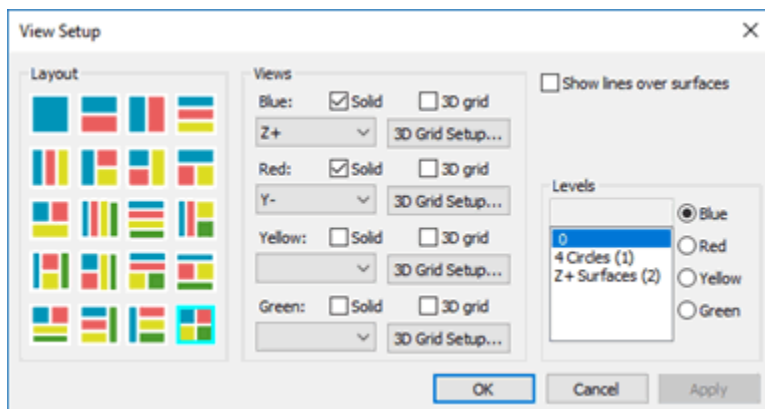 View Setup
Layout
Views
Blue: Solid 3D grid
Z+ 3D Grid Setup...
Red: Solid 3D grid
Y- 3D Grid Setup...
Yellow: Solid 3D grid
3D Grid Setup...
Green: Solid 3D grid
3D Grid Setup...
Show lines over surfaces
Levels
0
4 Circles (1)
Z+ Surfaces (2)
Blue
Red
Yellow
Green
OK Cancel Apply